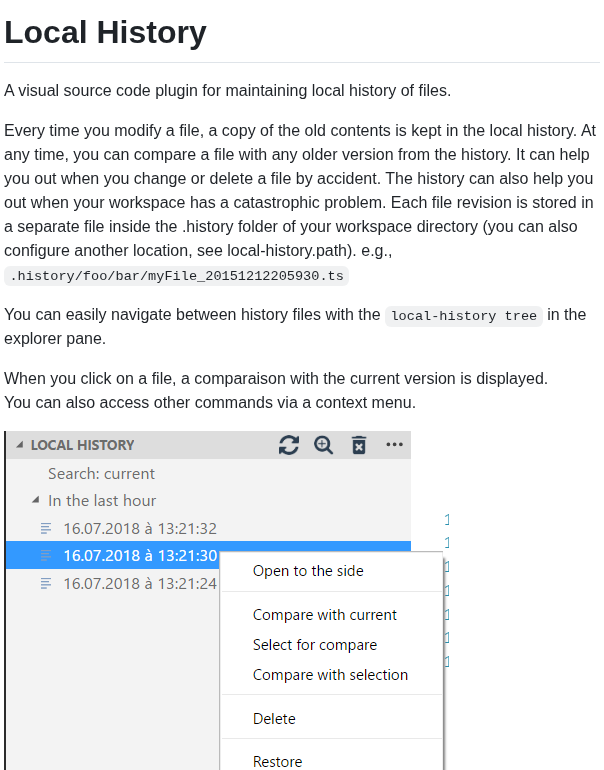 Local History
A visual source code plugin for maintaining local history of files.
Every time you modify a file, a copy of the old contents is kept in the local history. At
any time, you can compare a file with any older version from the history. It can help
you out when you change or delete a file by accident. The history can also help you
out when your workspace has a catastrophic problem. Each file revision is stored in
a separate file inside the .history folder of your workspace directory (you can also
configure another location, see local-history.path). e.g.,
.history/foo/bar/myFile_20151212205930.ts
You can easily navigate between history files with the local-history tree in the
explorer pane.
When you click on a file, a comparaison with the current version is displayed.
You can also access other commands via a context menu.
LOCAL HISTORY
Search: current
In the last hour
16.07.2018 à 13:21:32
16.07.2018 à 13:21:30
16.07.2018 à 13:21:24
Open to the side
Compare with current
Select for compare
Compare with selection
Delete
Restore
1
1
1
1
1
1
1